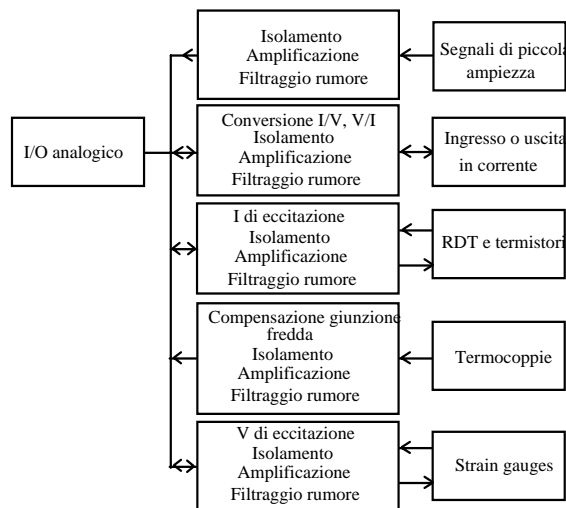 Isolamento
Amplificazione
Filtraggio rumore
Segnali di piccola
ampiezza
I/O analogico
Conversione I/V, V/I
Isolamento
Amplificazione
Filtraggio rumore
Ingresso o uscita
in corrente
I di eccitazione
Isolamento
Amplificazione
Filtraggio rumore
RDT e termistori
Compensazione giunzione
fredda
Isolamento
Amplificazione
Filtraggio rumore
Termocoppie
V di eccitazione
Isolamento
Amplificazione
Filtraggio rumore
Strain gauges